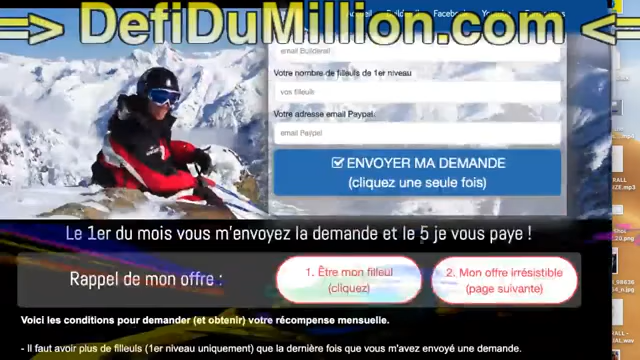 => DefiDuMillion.com <=
Facebook
email Builderall
Votre nombre de filleuls de 1er niveau
vos filleuls
Votre adresse email Paypal.
email Paypal
ENVOYER MA DEMANDE
(cliquez une seule fois)
Le 1er du mois vous m'envoyez la demande et le 5 je vous paye !
Rappel de mon offre :
1. Être mon filleul
(cliquez)
2. Mon offre irrésistible
(page suivante)
Voici les conditions pour demander (et obtenir) votre récompense mensuelle.
- Il faut avoir plus de filleuls (1er niveau uniquement) que la dernière fois que vous m'avez envoyé une demande.